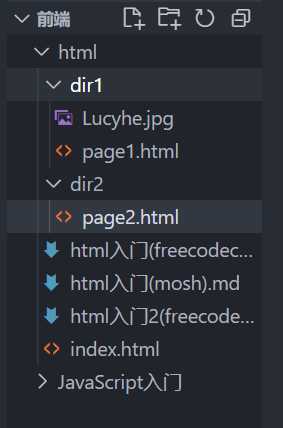 前端
html
dir1
Lucyhe.jpg
page1.html
dir2
page2.html
html入门(freecodec...
html入门(mosh).md
html入门2(freecode...
index.html
JavaScript入门